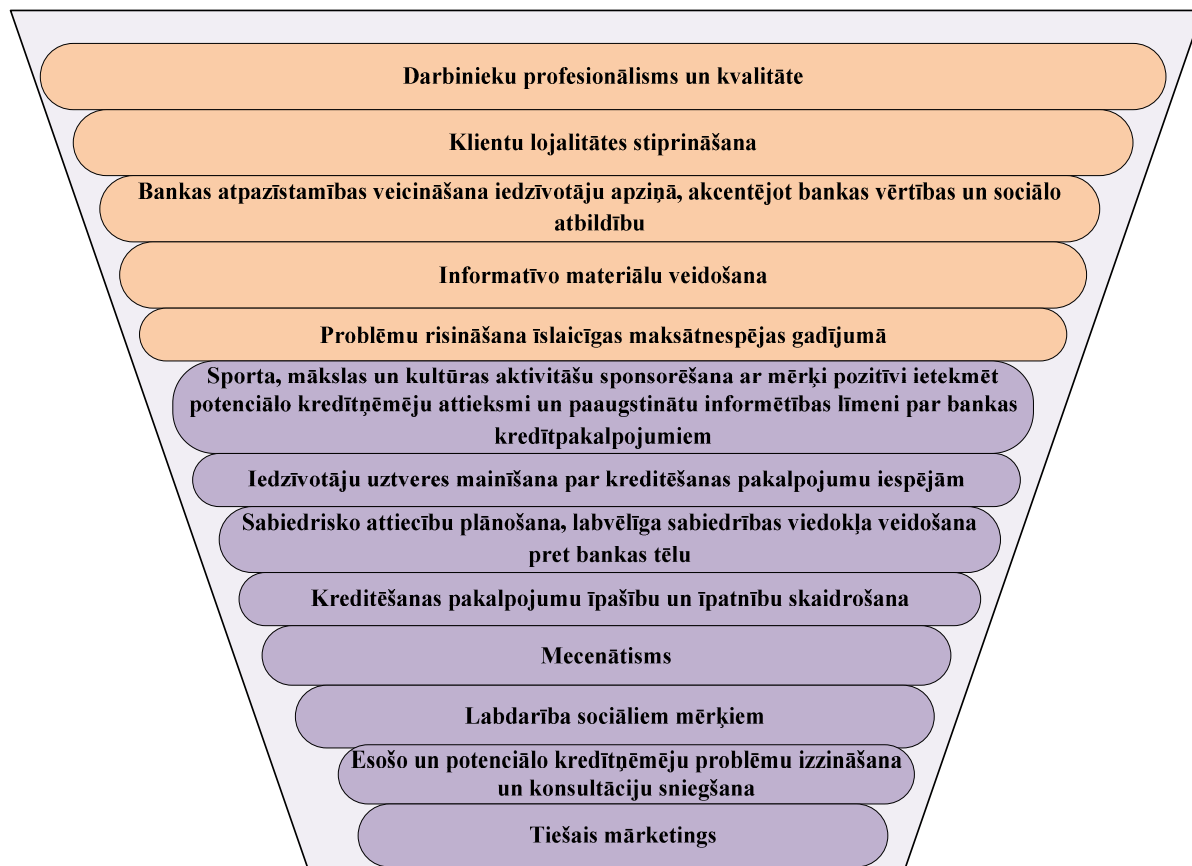 Darbinieku profesionālisms un kvalitāte
Klientu lojalitātes stiprināšana
Bankas atpazīstamības veicināšana iedzīvotāju apziņā, akcentējot bankas vērtības un sociālo
atbildību
Informatīvo materiālu veidošana
Problēmu risināšana īslaicīgas maksātnespējas gadījumā
Sporta, mākslas un kultūras aktivitāšu sponsorēšana ar mērķi pozitīvi ietekmēt
potenciālo kredītņēmēju attieksmi un paaugstinātu informētības līmeni par bankas
kredītpakalpojumiem
Iedzīvotāju uztveres mainīšana par kreditēšanas pakalpojumu iespējām
Sabiedrisko attiecību plānošana, labvēlīga sabiedrības viedokļa veidošana
pret bankas tēlu
Kreditēšanas pakalpojumu īpašību un īpatnību skaidrošana
Mecenātisms
Labdarība sociāliem mērķiem
Esošo un potenciālo kredītņēmēju problēmu izzināšana
un konsultāciju sniegšana
Tiešais mārketings